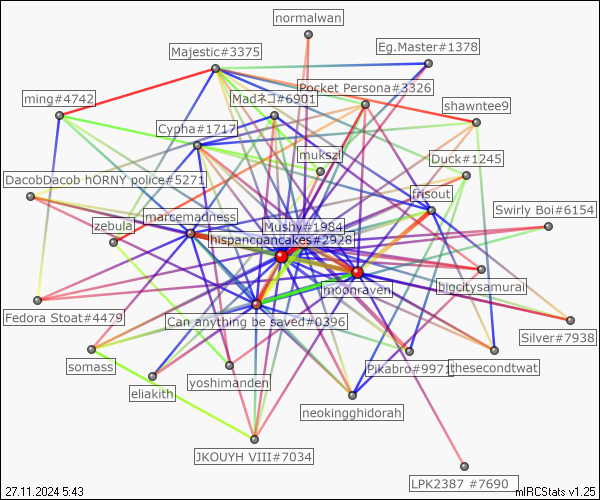 normalwan
Majestic#3375
Eg.Master#1378
Pocket Persona#3326
ming#4742
Madネコ#6901
shawntee9
Cypha#1717
mukszi
Duck#1245
DacobDacob hORNY police#5271
frisout
marcemadness
Swirly Boi#6154
zebula
Mushy#1984
hispancpancakes#2928
moonraven
bigcitysamurai
Fedora Stoat#4479
Can anything be saved#0396
Silver#7938
somass
Pikabro#9971
thesecondtwat
eliakith
yoshimanden
neokingghidorah
JKOUYH VIII#7034
LPK2387 #7690
27.11.2024 5:43
mIRCStats v1.25